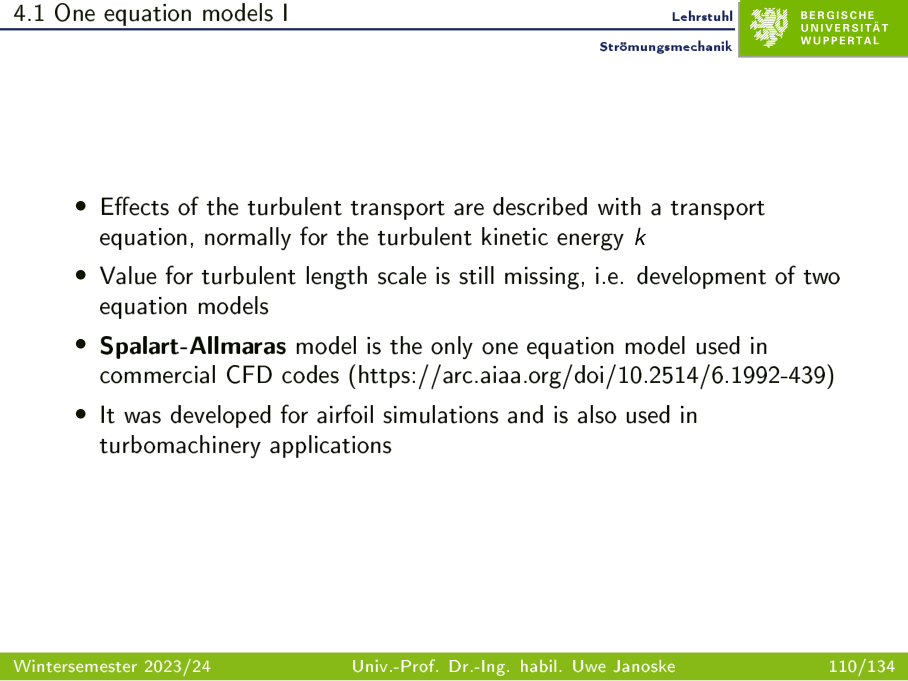 4.1 One equation models I
Lehrstuhl
Strömungsmechanik
BERGISCHE
UNIVERSITÄT
WUPPERTAL
• Effects of the turbulent transport are described with a transport
equation, normally for the turbulent kinetic energy k
• Value for turbulent length scale is still missing, i.e. development of two
equation models
• Spalart-Allmaras model is the only one equation model used in
commercial CFD codes (https://arc.aiaa.org/doi/10.2514/6.1992-439)
• It was developed for airfoil simulations and is also used in
turbomachinery applications
Wintersemester 2023/24
Univ.-Prof. Dr.-Ing. habil. Uwe Janoske
110/134